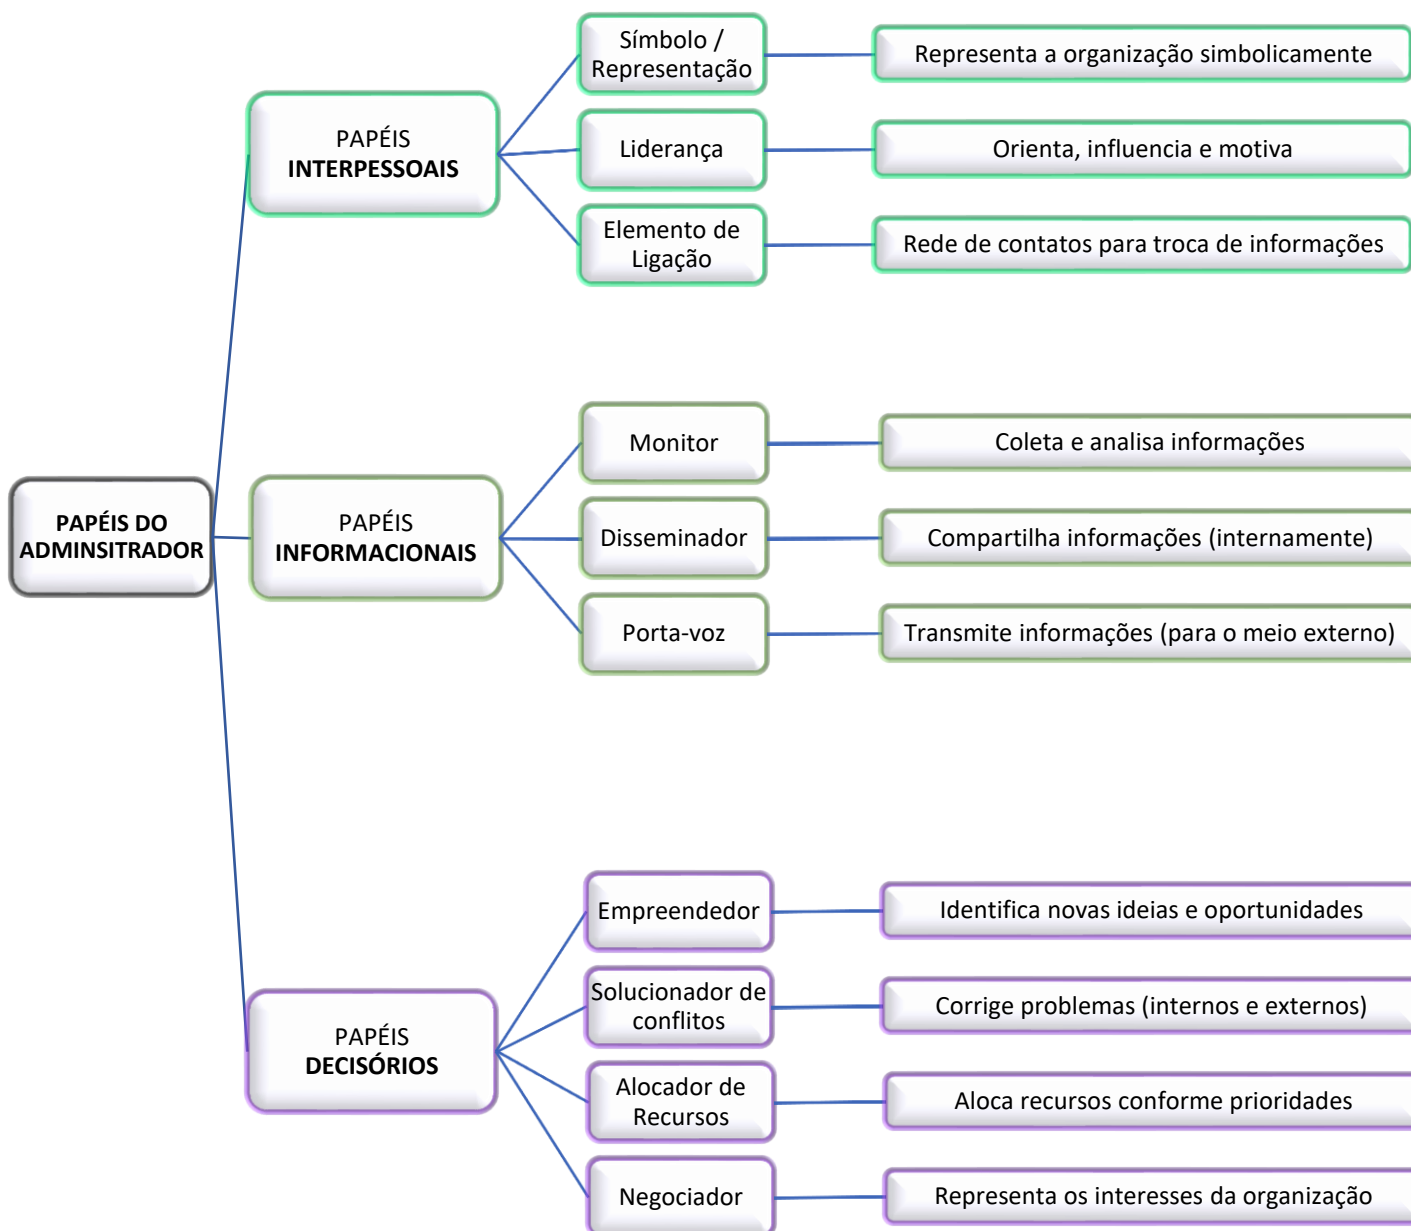 PAPÉIS DO
ADMINSITRADOR
PAPÉIS
INTERPESSOAIS
Símbolo /
Representação
Representa a organização simbolicamente
Liderança
Orienta, influencia e motiva
Elemento de
Ligação
Rede de contatos para troca de informações
PAPÉIS
INFORMACIONAIS
Monitor
Coleta e analisa informações
Disseminador
Compartilha informações (internamente)
Porta-voz
Transmite informações (para o meio externo)
PAPÉIS
DECISÓRIOS
Empreendedor
Identifica novas ideias e oportunidades
Solucionador de
conflitos
Corrige problemas (internos e externos)
Alocador de
Recursos
Aloca recursos conforme prioridades
Negociador
Representa os interesses da organização